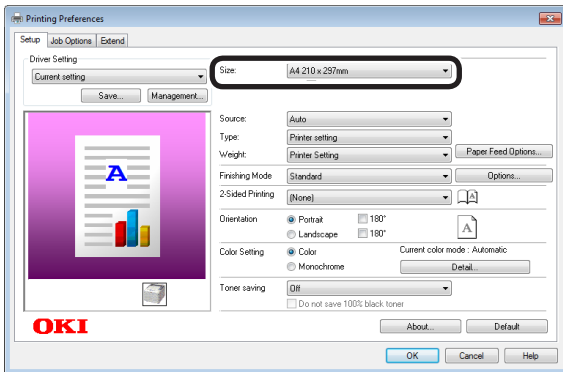 Printing Preferences
Setup Job Options Extend
Driver Setting
Current setting
Save... Management...
A
OKI
Size: A4 210 x 297mm
Source: Auto
Type: Printer setting
Weight: Printer Setting Paper Feed Options...
Finishing Mode Standard Options...
2-Sided Printing (None) A
Orientation Portrait 180°
Landscape 180°
A
Color Setting Color Current color mode : Automatic
Monochrome Detail...
Toner saving Off
Do not save 100% black toner
About... Default
OK Cancel Help